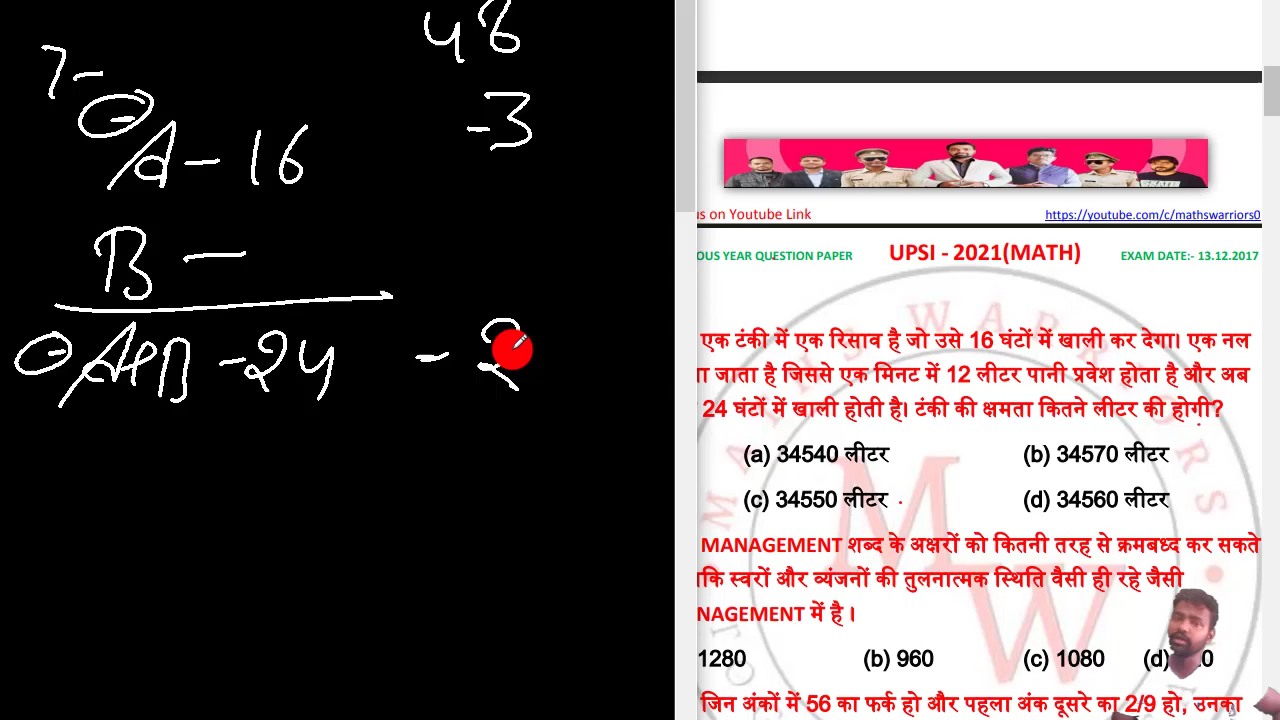 48
7-
-3
A - 16
B -
A+B - 24 - 2
us on Youtube Link https://youtube.com/c/mathswarriors0
OUS YEAR QUESTION PAPER UPSI - 2021(MATH) EXAM DATE:- 13.12.2017
एक टंकी में एक रिसाव है जो उसे 16 घंटों में खाली कर देगा। एक नल
ा जाता है जिससे एक मिनट में 12 लीटर पानी प्रवेश होता है और अब
24 घंटों में खाली होती है। टंकी की क्षमता कितने लीटर की होगी?
(a) 34540 लीटर (b) 34570 लीटर
(c) 34550 लीटर (d) 34560 लीटर
MANAGEMENT शब्द के अक्षरों को कितनी तरह से क्रमबध्द कर सकते
कि स्वरों और व्यंजनों की तुलनात्मक स्थिति वैसी ही रहे जैसी
NAGEMENT में है।
1280 (b) 960 (c) 1080 (d) 0
जिन अंकों में 56 का फर्क हो और पहला अंक दूसरे का 2/9 हो, उनका